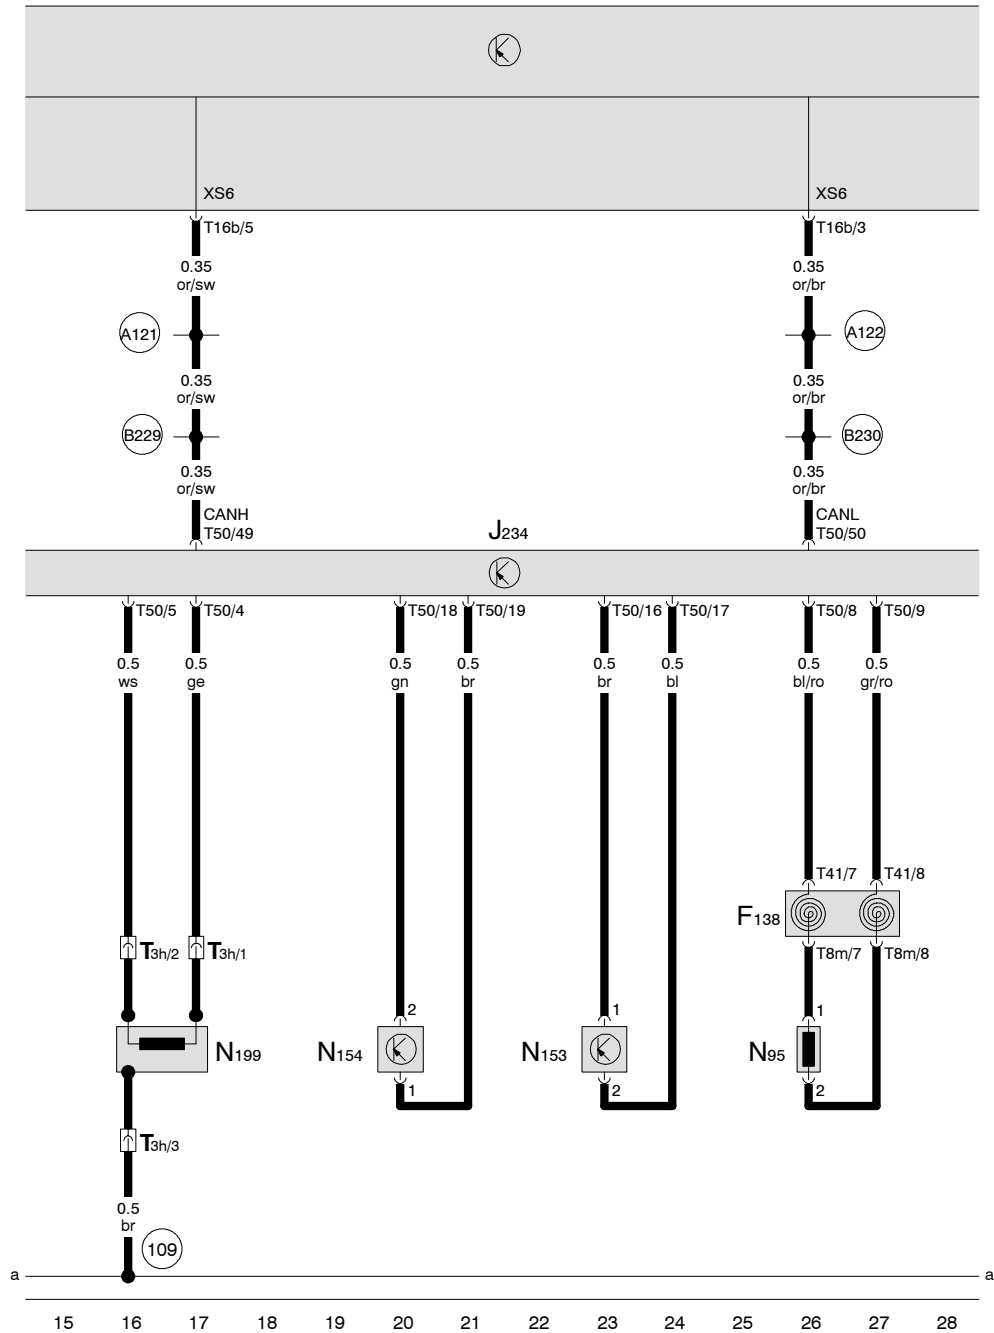 XS6 XS6
T16b/5 T16b/3
0.35 0.35
or/sw or/br
A121 A122
0.35 0.35
or/sw or/br
B229 B230
0.35 0.35
or/sw or/br
CANH CANL
T50/49 J234 T50/50
T50/5 T50/4 T50/18 T50/19 T50/16 T50/17 T50/8 T50/9
0.5 0.5 0.5 0.5 0.5 0.5 0.5 0.5
ws ge gn br br bl bl/ro gr/ro
T41/7 T41/8
F138
T3h/2 T3h/1 T8m/7 T8m/8
2 1 1
N199 N154 N153 N95
1 2 2
T3h/3
0.5
br
109
a a
15 16 17 18 19 20 21 22 23 24 25 26 27 28